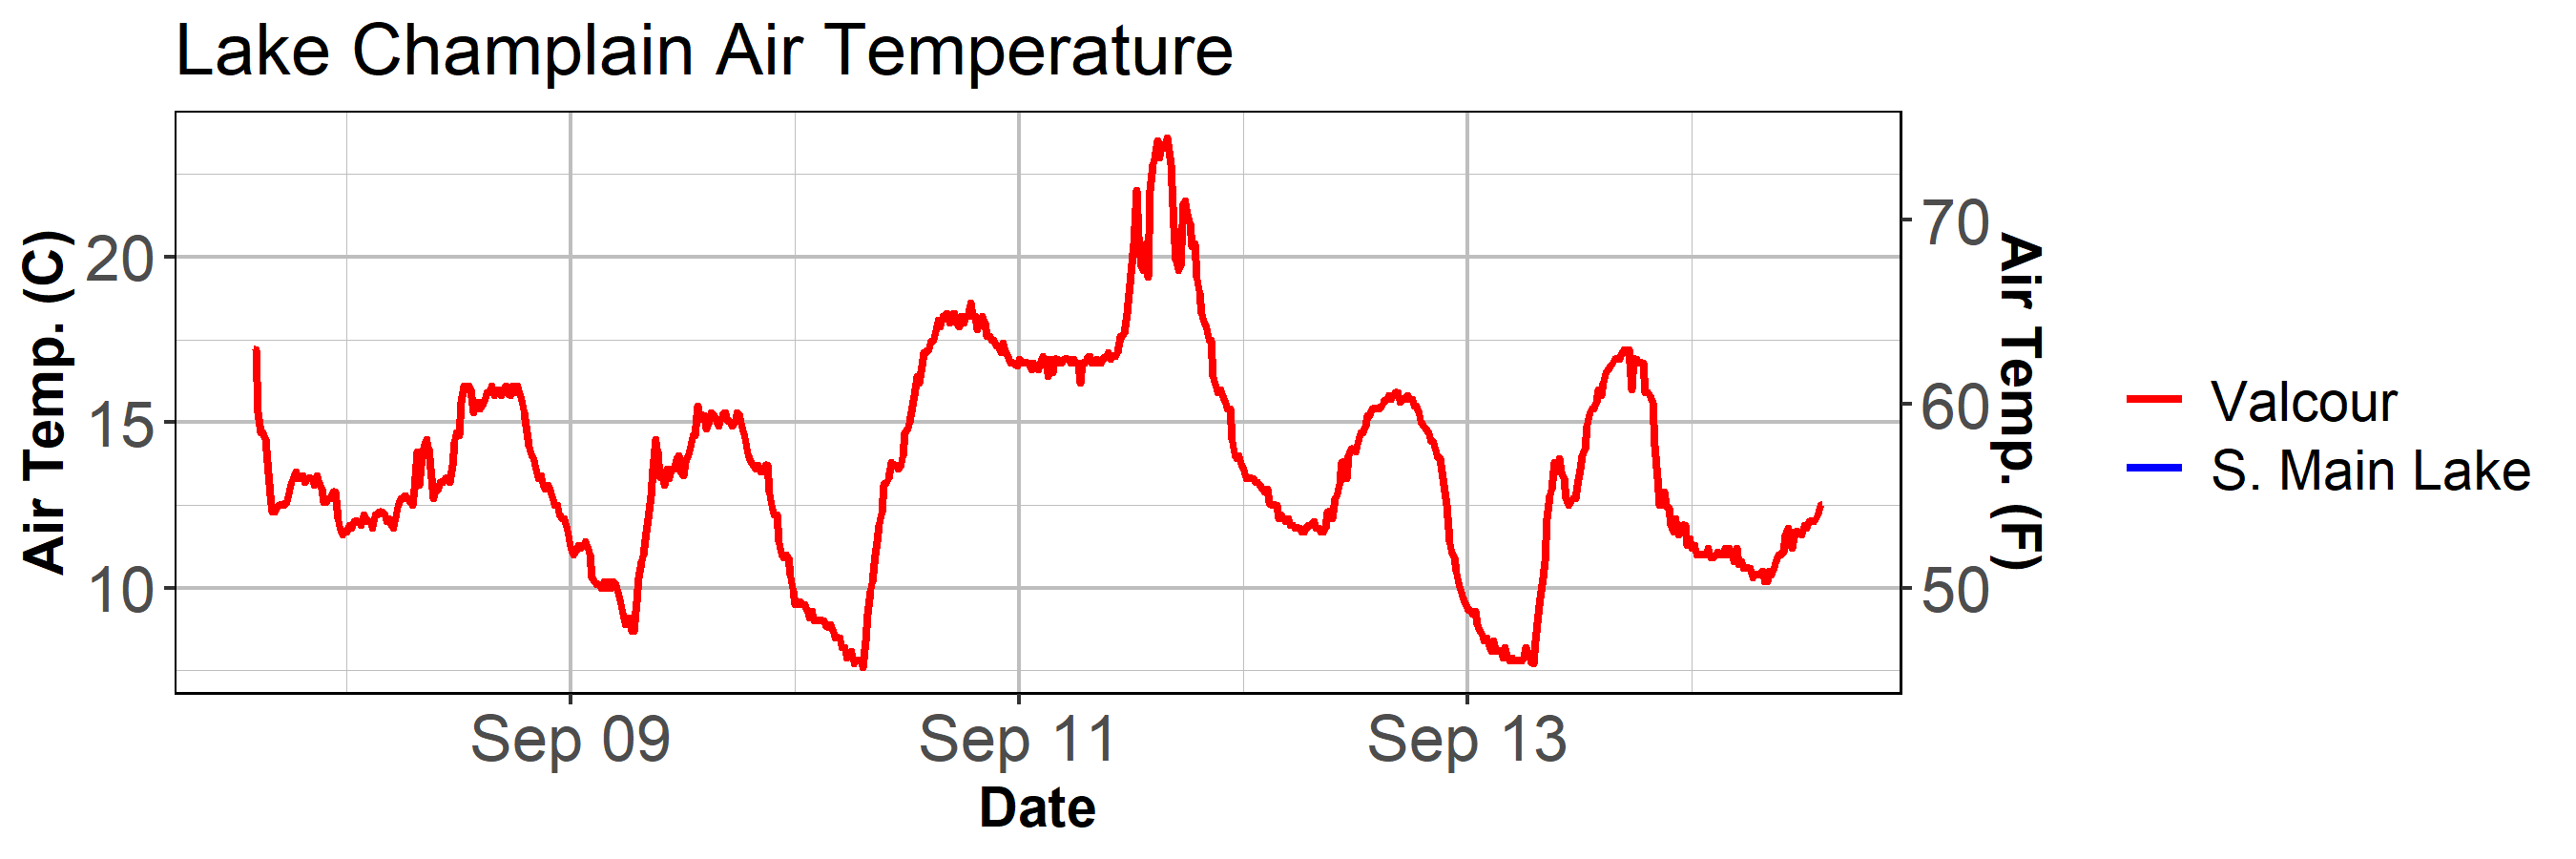 Lake Champlain Air Temperature
Air Temp. (C)
20
15
10
70
60
50
Air Temp. (F)
Sep 09
Sep 11
Sep 13
Date
Valcour
S. Main Lake